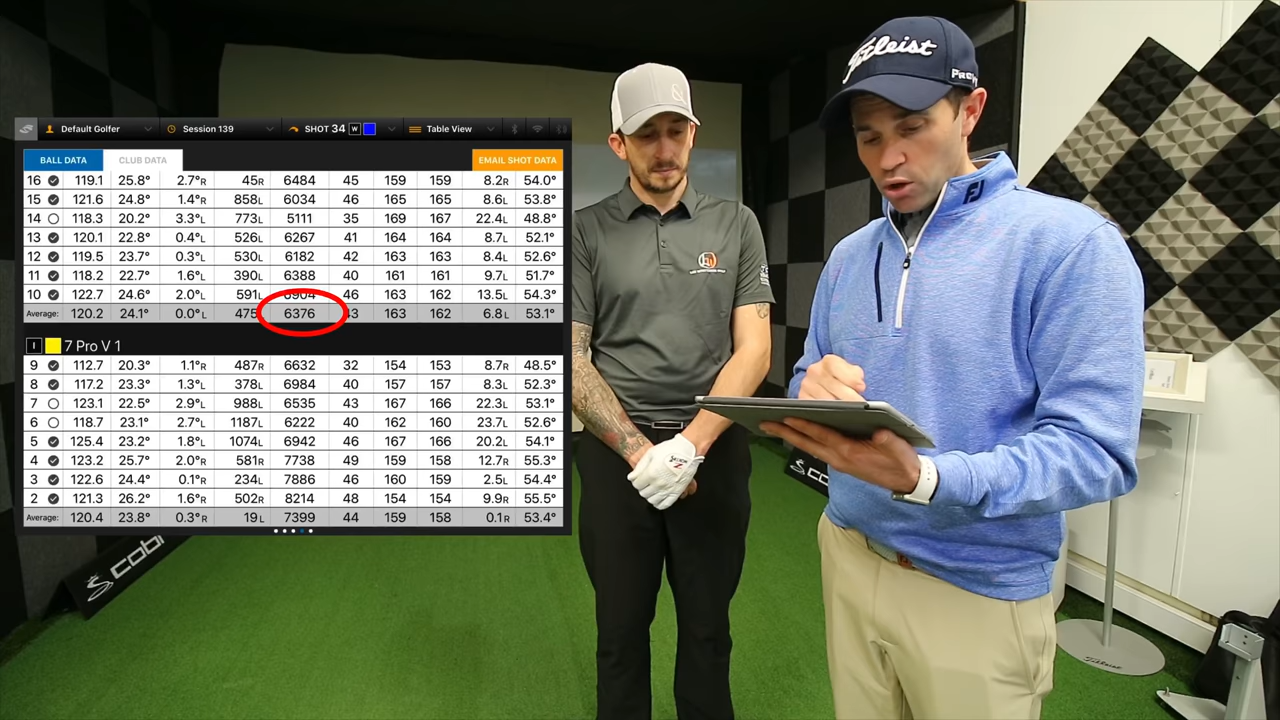 Default Golfer Session 139 SHOT 34 W Table View
BALL DATA CLUB DATA EMAIL SHOT DATA
16 119.1 25.8° 2.7°R 45R 6484 45 159 159 8.2R 54.0°
15 121.6 24.8° 1.4°R 858L 6034 46 165 165 8.6L 53.8°
14 118.3 20.2° 3.3°L 773L 5111 35 169 167 22.4L 48.8°
13 120.1 22.8° 0.4°L 526L 6267 41 164 164 8.7L 52.1°
12 119.5 23.7° 0.3°L 530L 6182 42 163 163 8.4L 52.6°
11 118.2 22.7° 1.6°L 390L 6388 40 161 161 9.7L 51.7°
10 122.7 24.6° 2.0°L 591L 6904 46 163 162 13.5L 54.3°
Average: 120.2 24.1° 0.0°L 475 6376 43 163 162 6.8L 53.1°
I 7 Pro V 1
9 112.7 20.3° 1.1°R 487R 6632 32 154 153 8.7R 48.5°
8 117.2 23.3° 1.3°L 378L 6984 40 157 157 8.3L 52.3°
7 123.1 22.5° 2.9°L 988L 6535 43 167 166 22.3L 53.1°
6 118.7 23.1° 2.7°L 1187L 6222 40 162 160 23.7L 52.6°
5 125.4 23.2° 1.8°L 1074L 6942 46 167 166 20.2L 54.1°
4 123.2 25.7° 2.0°R 581R 7738 49 159 158 12.7R 55.3°
3 122.6 24.4° 0.1°R 234L 7886 46 160 159 2.5L 54.4°
2 121.3 26.2° 1.6°R 502R 8214 48 154 154 9.9R 55.5°
Average: 120.4 23.8° 0.3°R 19L 7399 44 159 158 0.1R 53.4°
Titleist
FJ
cobr
Titleist